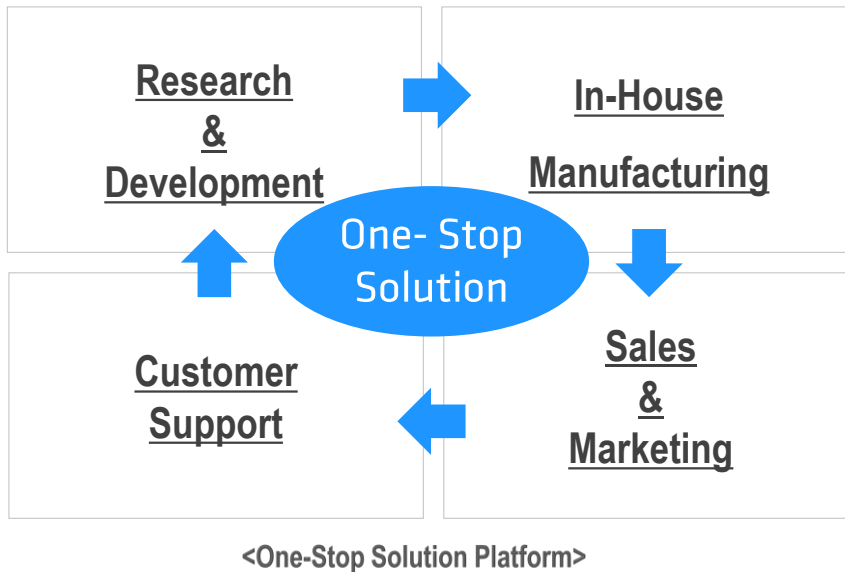 Research
&
Development
In-House
Manufacturing
One- Stop
Solution
Customer
Support
Sales
&
Marketing
<One-Stop Solution Platform>